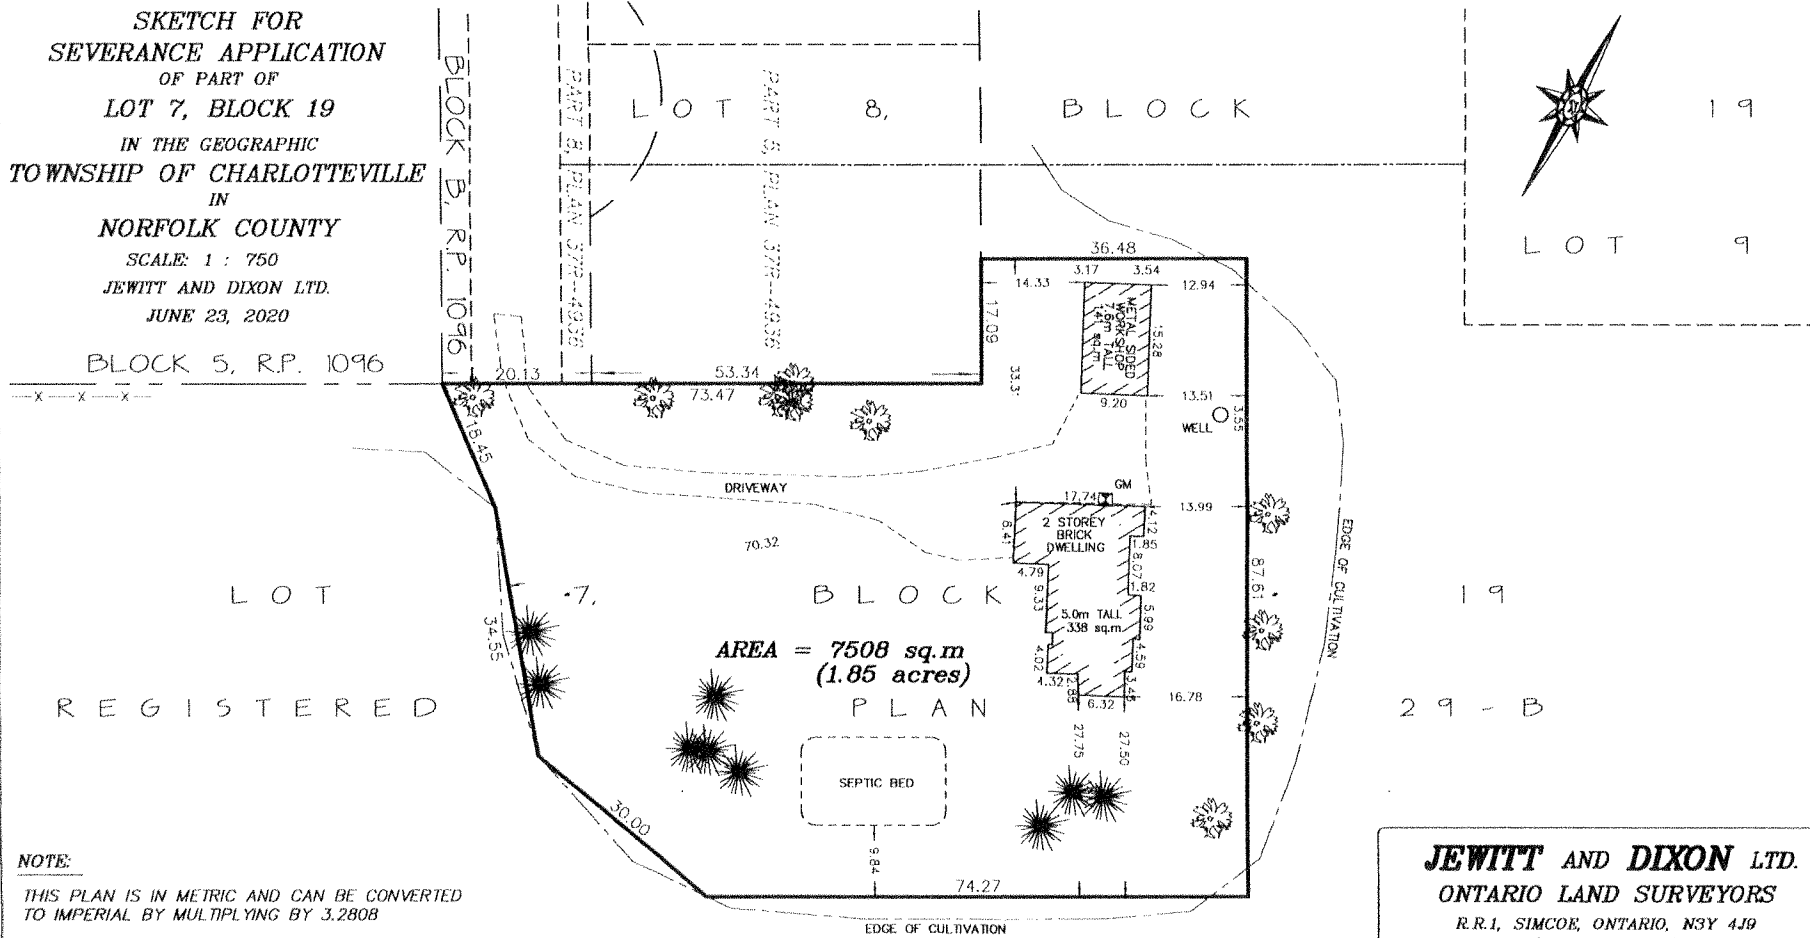 SKETCH FOR
SEVERANCE APPLICATION
OF PART OF
LOT 7, BLOCK 19
IN THE GEOGRAPHIC
TOWNSHIP OF CHARLOTTEVILLE
IN
NORFOLK COUNTY
SCALE: 1 : 750
JEWITT AND DIXON LTD.
JUNE 23, 2020
BLOCK 5, R.P. 1096
BLOCK B, R.P. 1096
PART 8, PLAN 37R-4936
PART 6, PLAN 37R-4936
LOT 8, BLOCK 19
LOT 9
36.48
3.17 3.54
14.33
12.94
17.09
METAL SIDED
WORKSHOP
7.6m TALL
141 sq.m
15.28
33.31
20.13
53.34
73.47
9.20
13.51
3.55
WELL
18.45
DRIVEWAY
GM
17.74
13.99
6.41
2 STOREY
BRICK
DWELLING
4.12
1.85
70.32
4.79
8.07
1.82
9.33
5.0m TALL
338 sq.m
5.99
87.61
EDGE OF CULTIVATION
LOT 7, BLOCK 19
34.55
AREA = 7508 sq.m
(1.85 acres)
4.02
4.59
4.32
2.88
3.48
6.32
16.78
REGISTERED PLAN 29-B
27.75
27.50
SEPTIC BED
30.00
9.84
74.27
EDGE OF CULTIVATION
NOTE:
THIS PLAN IS IN METRIC AND CAN BE CONVERTED
TO IMPERIAL BY MULTIPLYING BY 3.2808
JEWITT AND DIXON LTD.
ONTARIO LAND SURVEYORS
R.R.1, SIMCOE, ONTARIO, N3Y 4J9